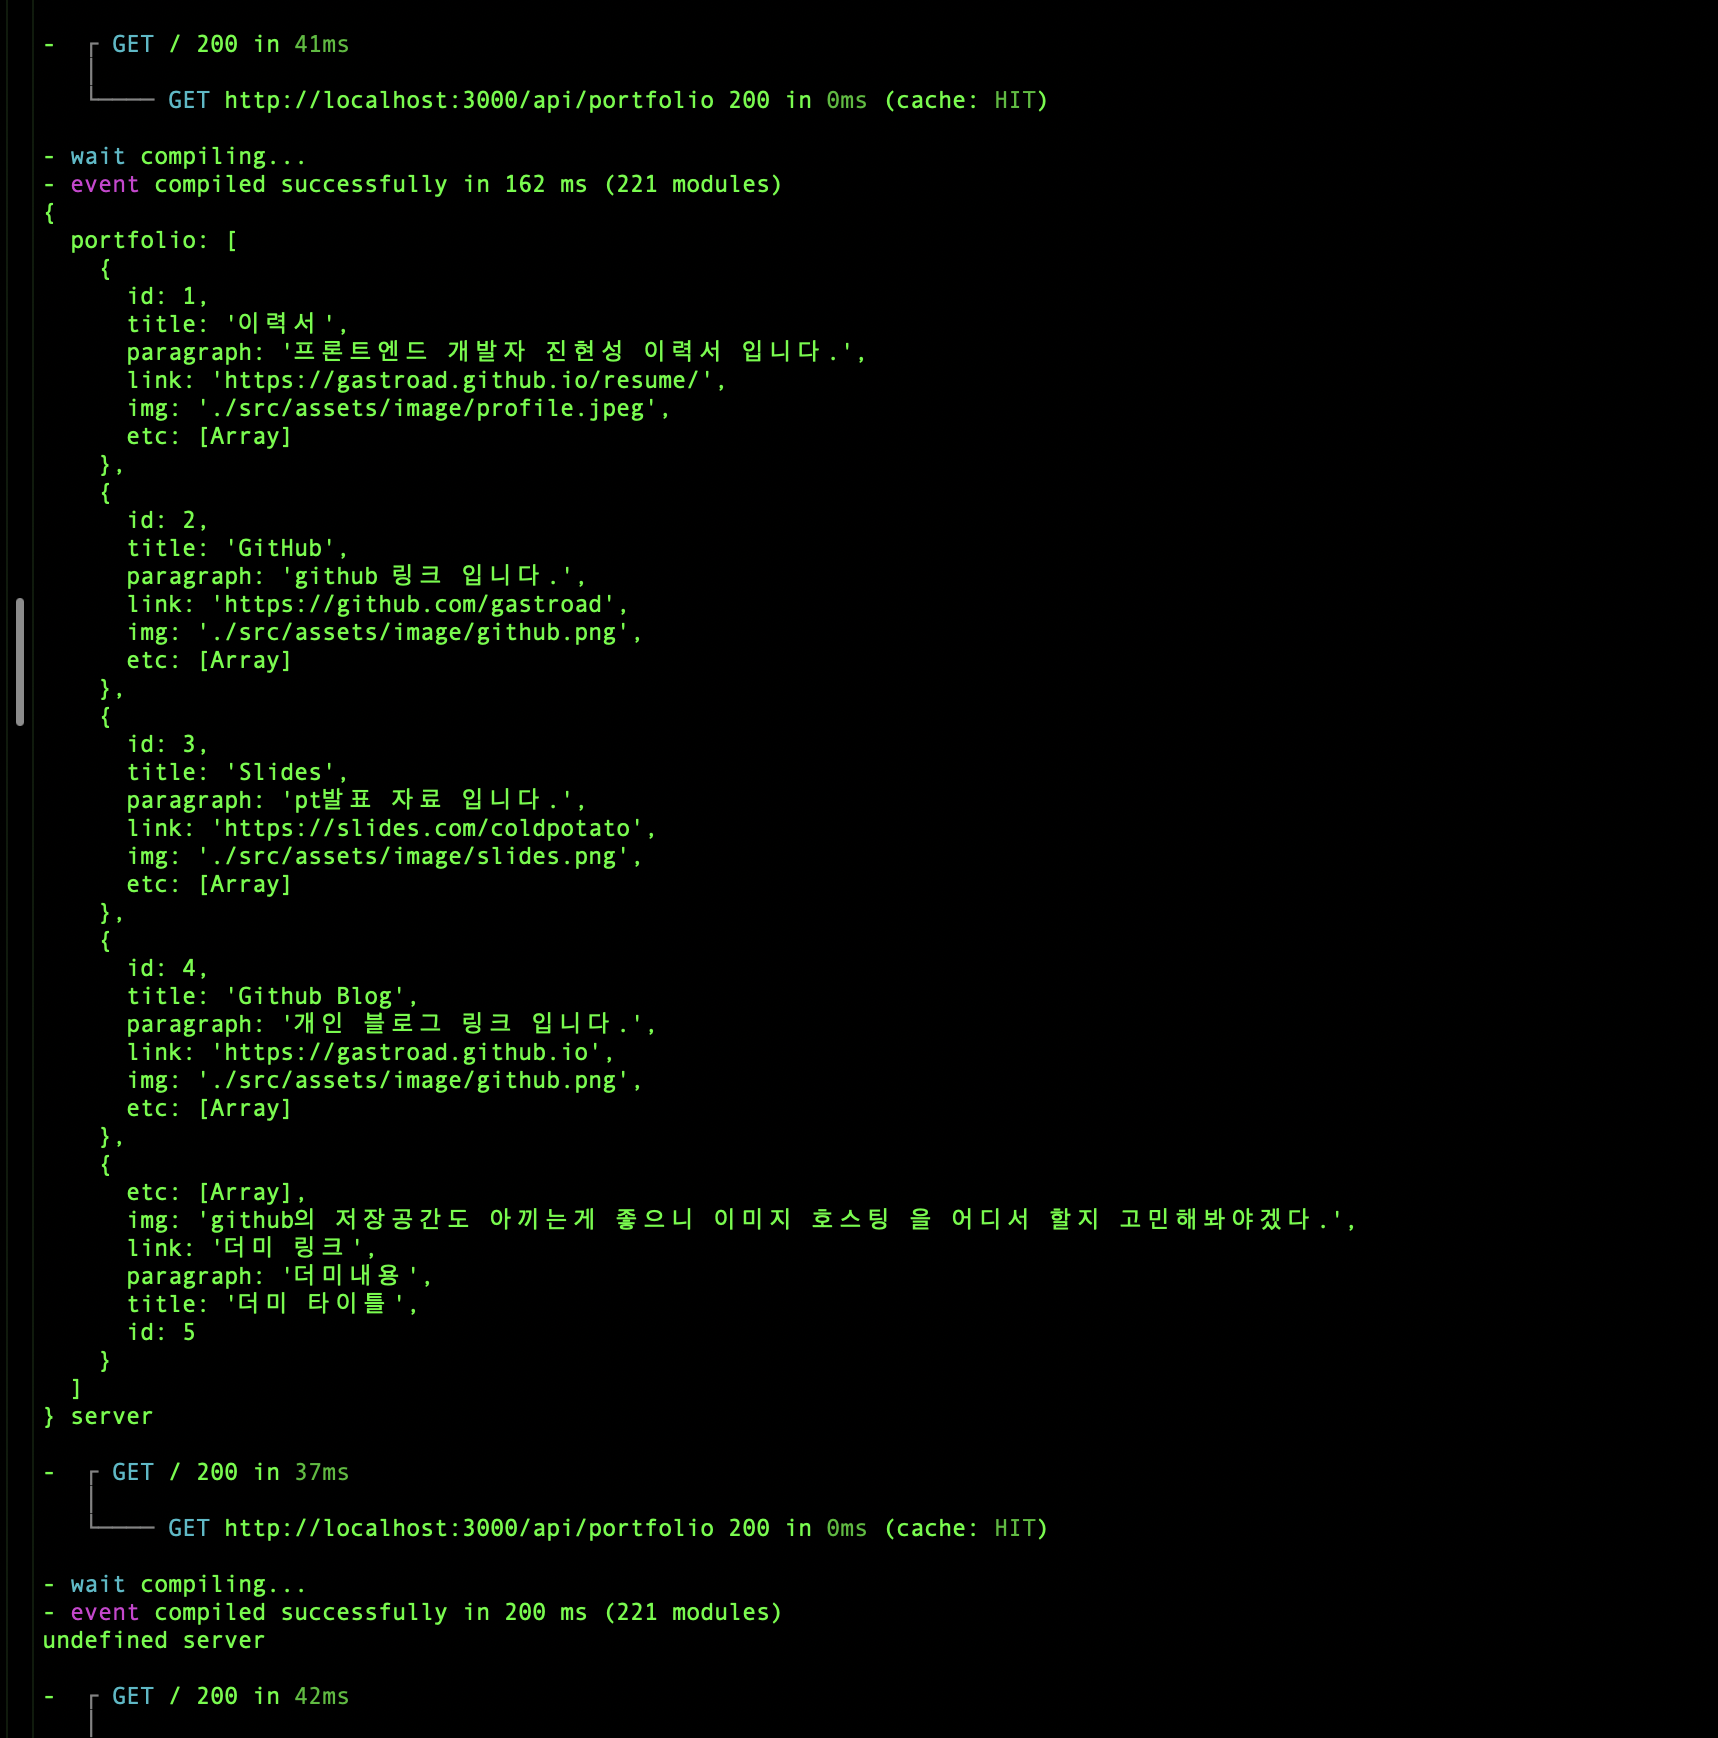 - ┌ GET / 200 in 41ms
│
└──── GET http://localhost:3000/api/portfolio 200 in 0ms (cache: HIT)
- wait compiling...
- event compiled successfully in 162 ms (221 modules)
{
portfolio: [
{
id: 1,
title: '이력서',
paragraph: '프론트엔드 개발자 진현성 이력서 입니다.',
link: 'https://gastroad.github.io/resume/',
img: './src/assets/image/profile.jpeg',
etc: [Array]
},
{
id: 2,
title: 'GitHub',
paragraph: 'github 링크 입니다.',
link: 'https://github.com/gastroad',
img: './src/assets/image/github.png',
etc: [Array]
},
{
id: 3,
title: 'Slides',
paragraph: 'pt발표 자료 입니다.',
link: 'https://slides.com/coldpotato',
img: './src/assets/image/slides.png',
etc: [Array]
},
{
id: 4,
title: 'Github Blog',
paragraph: '개인 블로그 링크 입니다.',
link: 'https://gastroad.github.io',
img: './src/assets/image/github.png',
etc: [Array]
},
{
etc: [Array],
img: 'github의 저장공간도 아끼는게 좋으니 이미지 호스팅 을 어디서 할지 고민해봐야겠다.',
link: '더미 링크',
paragraph: '더미내용',
title: '더미 타이틀',
id: 5
}
]
} server
- ┌ GET / 200 in 37ms
│
└──── GET http://localhost:3000/api/portfolio 200 in 0ms (cache: HIT)
- wait compiling...
- event compiled successfully in 200 ms (221 modules)
undefined server
- ┌ GET / 200 in 42ms
│